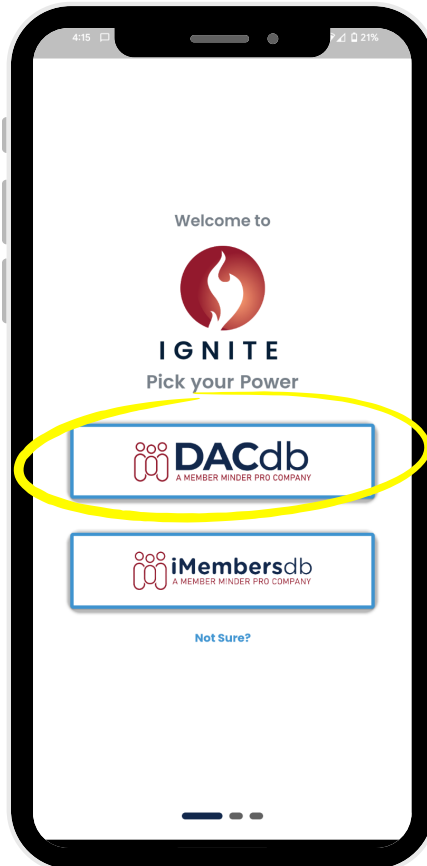 4:15
21%
Welcome to
IGNITE
Pick your Power
DACdb
A MEMBER MINDER PRO COMPANY
iMembersdb
A MEMBER MINDER PRO COMPANY
Not Sure?